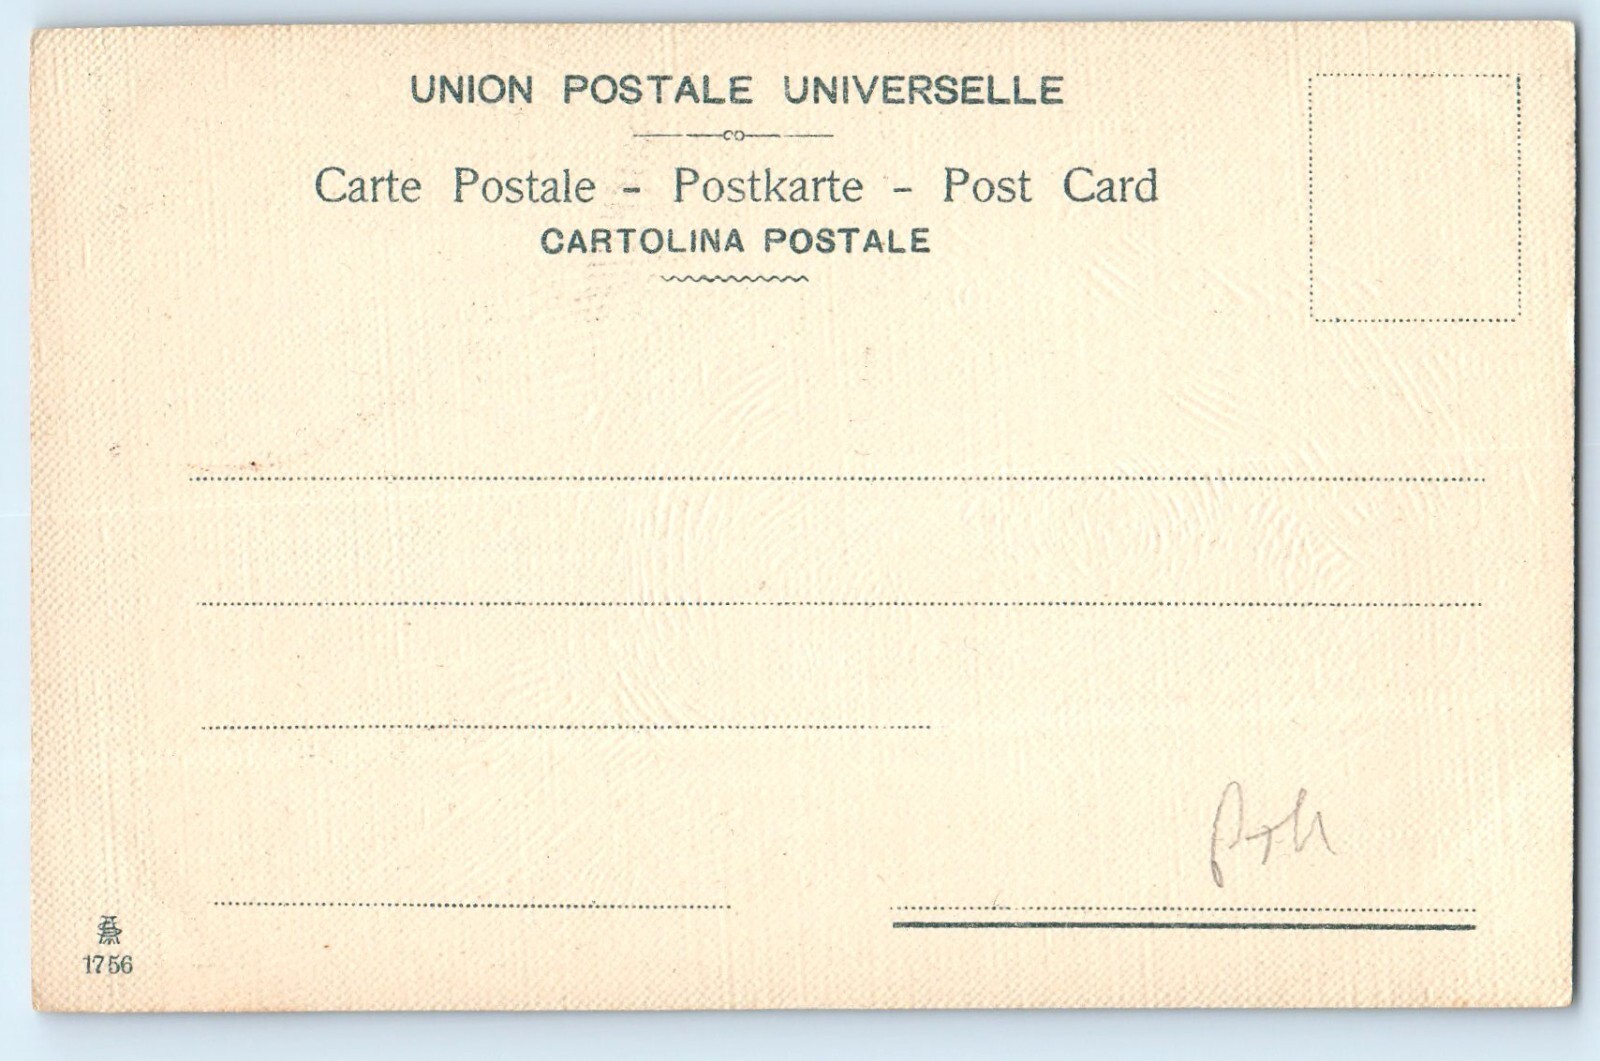 UNION POSTALE UNIVERSELLE
Carte Postale - Postkarte - Post Card
CARTOLINA POSTALE
1756